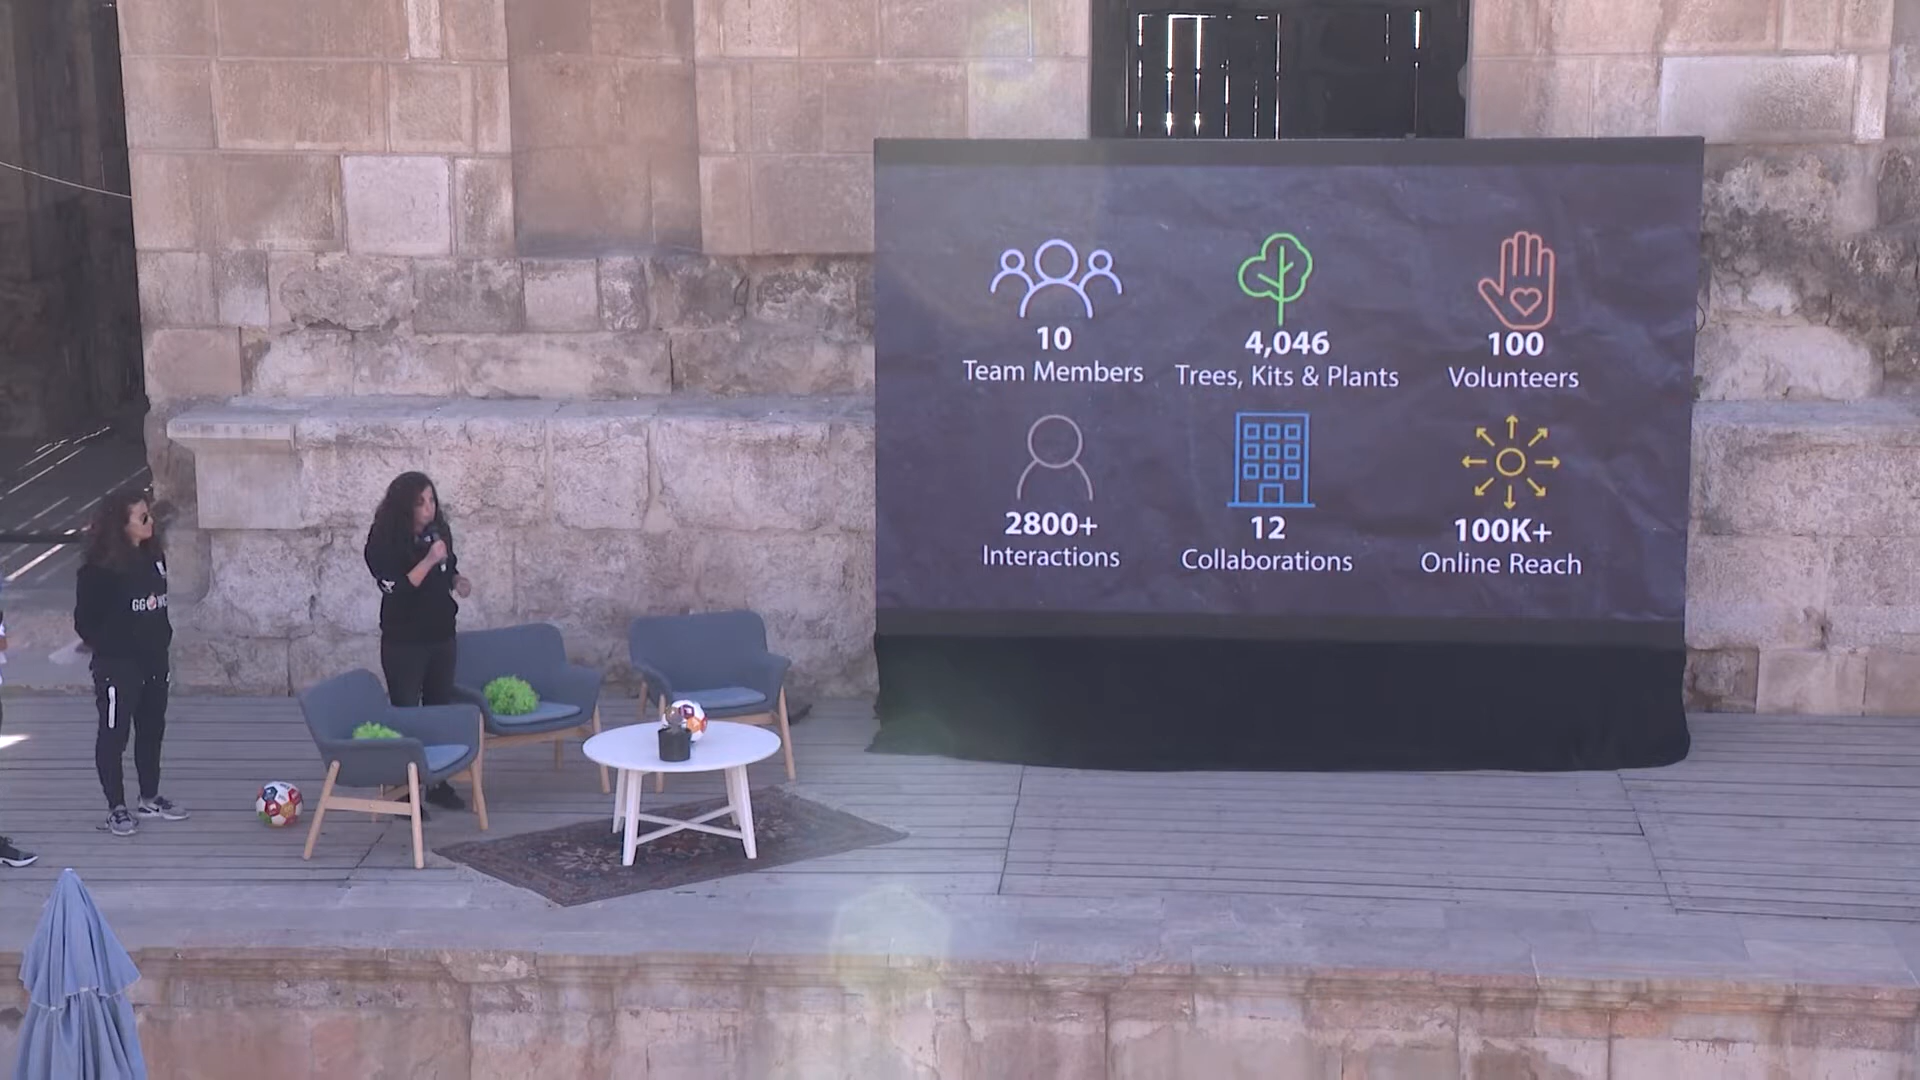 10
Team Members
4,046
Trees, Kits & Plants
100
Volunteers
2800+
Interactions
12
Collaborations
100K+
Online Reach